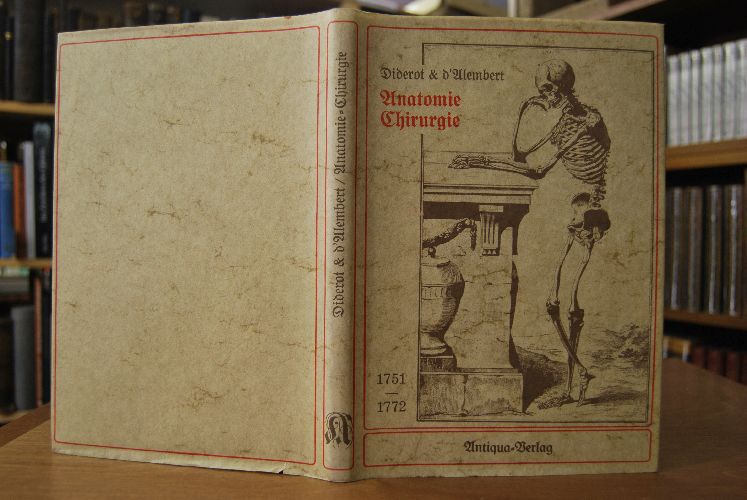 Diderot & d'Alembert
Anatomie
Chirurgie
1751
—
1772
Antiqua-Verlag
Diderot & d'Alembert / Anatomie-Chirurgie